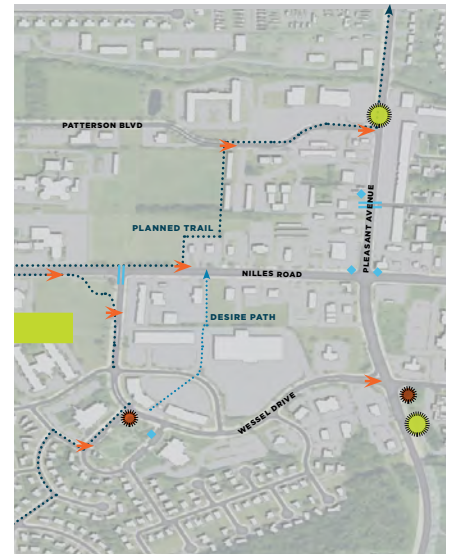 PATTERSON BLVD
PLEASANT AVENUE
PLANNED TRAIL
NILLES ROAD
DESIRE PATH
WESSEL DRIVE